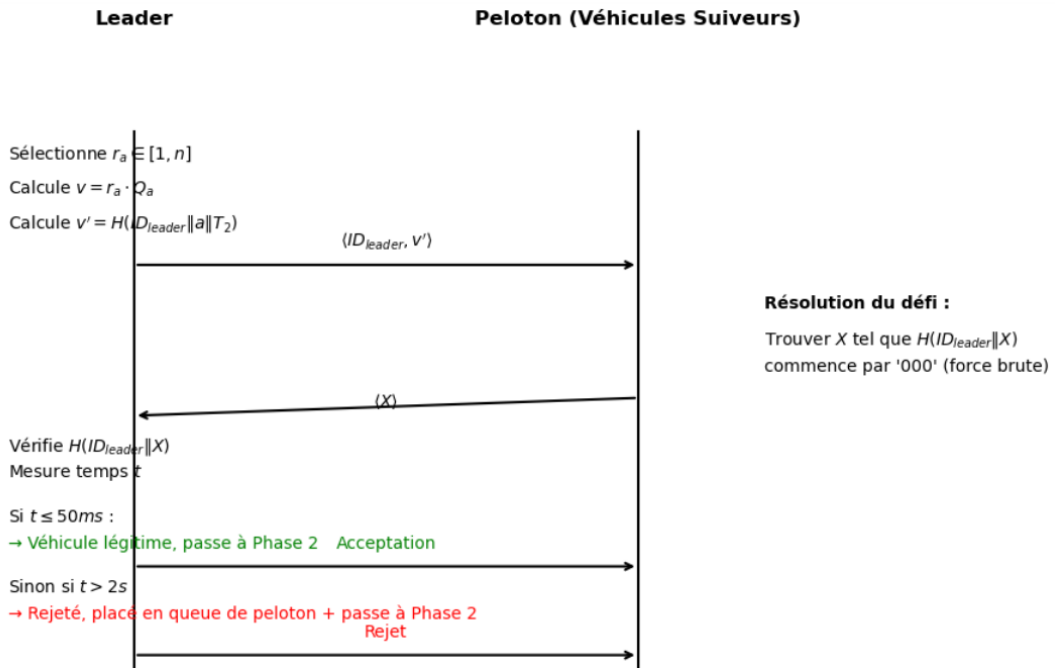 Leader
Peloton (Véhicules Suiveurs)
Sélectionne r_a ∈ [1, n]
Calcule v = r_a · Q_a
Calcule v′ = H(ID_leader‖a‖T_2)
⟨ID_leader, v′⟩
Résolution du défi :
Trouver X tel que H(ID_leader‖X)
commence par '000' (force brute)
⟨X⟩
Vérifie H(ID_leader‖X)
Mesure temps t
Si t ≤ 50ms :
→ Véhicule légitime, passe à Phase 2
Acceptation
Sinon si t > 2s
→ Rejeté, placé en queue de peloton + passe à Phase 2
Rejet